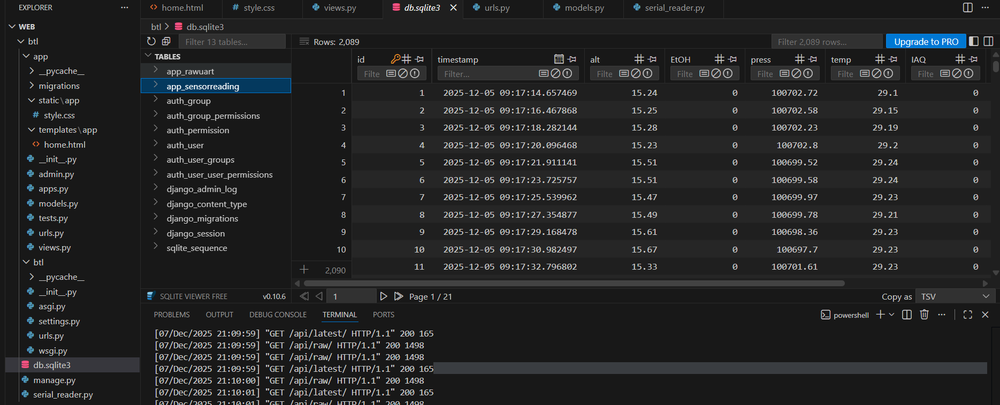 EXPLORER
WEB
btl
app
__pycache__
migrations
static\app
style.css
templates\app
home.html
__init__.py
admin.py
apps.py
models.py
tests.py
urls.py
views.py
btl
__pycache__
__init__.py
asgi.py
settings.py
urls.py
wsgi.py
db.sqlite3
manage.py
serial_reader.py
home.html style.css views.py db.sqlite3 urls.py models.py serial_reader.py
btl > db.sqlite3
Filter 13 tables... Rows: 2,089 Filter 2,089 rows... Upgrade to PRO
TABLES
app_rawuart
app_sensorreading
auth_group
auth_group_permissions
auth_permission
auth_user
auth_user_groups
auth_user_user_permissions
django_admin_log
django_content_type
django_migrations
django_session
sqlite_sequence
id timestamp alt EtOH press temp IAQ
Filte Filter... Filte Filte Filte Filte Filte
1 1 2025-12-05 09:17:14.657469 15.24 0 100702.72 29.1 0
2 2 2025-12-05 09:17:16.467868 15.25 0 100702.58 29.15 0
3 3 2025-12-05 09:17:18.282144 15.28 0 100702.23 29.19 0
4 4 2025-12-05 09:17:20.096468 15.23 0 100702.8 29.2 0
5 5 2025-12-05 09:17:21.911141 15.51 0 100699.52 29.24 0
6 6 2025-12-05 09:17:23.725757 15.51 0 100699.58 29.24 0
7 7 2025-12-05 09:17:25.539962 15.47 0 100699.97 29.23 0
8 8 2025-12-05 09:17:27.354877 15.49 0 100699.78 29.21 0
9 9 2025-12-05 09:17:29.168478 15.61 0 100698.36 29.23 0
10 10 2025-12-05 09:17:30.982497 15.67 0 100697.7 29.23 0
11 2025-12-05 09:17:32.796802 15.33 0 100701.61 29.23 0
2,090
SQLITE VIEWER FREE v0.10.6 1 Page 1 / 21 Copy as TSV
PROBLEMS OUTPUT DEBUG CONSOLE TERMINAL PORTS powershell
[07/Dec/2025 21:09:59] "GET /api/latest/ HTTP/1.1" 200 165
[07/Dec/2025 21:09:59] "GET /api/raw/ HTTP/1.1" 200 1498
[07/Dec/2025 21:09:59] "GET /api/raw/ HTTP/1.1" 200 1498
[07/Dec/2025 21:09:59] "GET /api/latest/ HTTP/1.1" 200 165
[07/Dec/2025 21:10:00] "GET /api/raw/ HTTP/1.1" 200 1498
[07/Dec/2025 21:10:01] "GET /api/latest/ HTTP/1.1" 200 165
[07/Dec/2025 21:10:01] "GET /api/raw/ HTTP/1.1" 200 1498